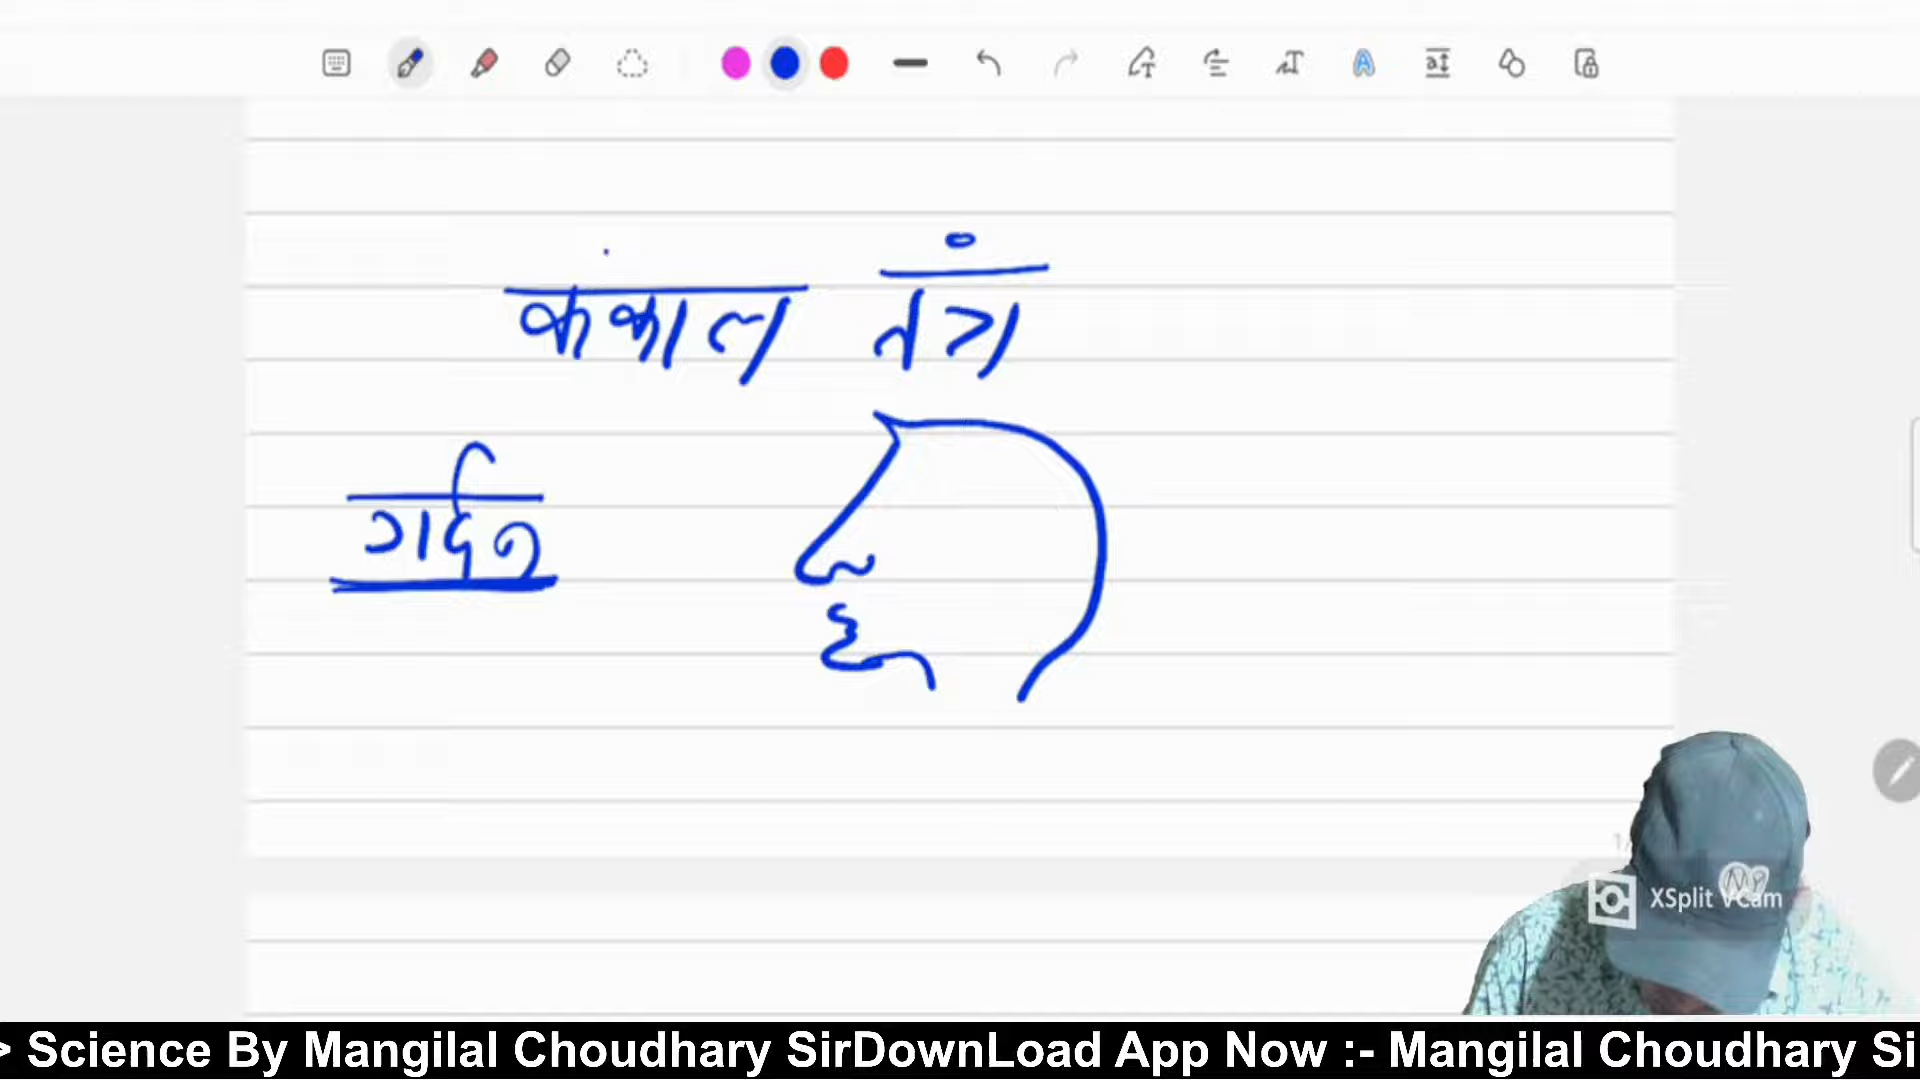 कंकाल तंत्र
गर्दन
XSplit VCam
> Science By Mangilal Choudhary SirDownLoad App Now :- Mangilal Choudhary Si